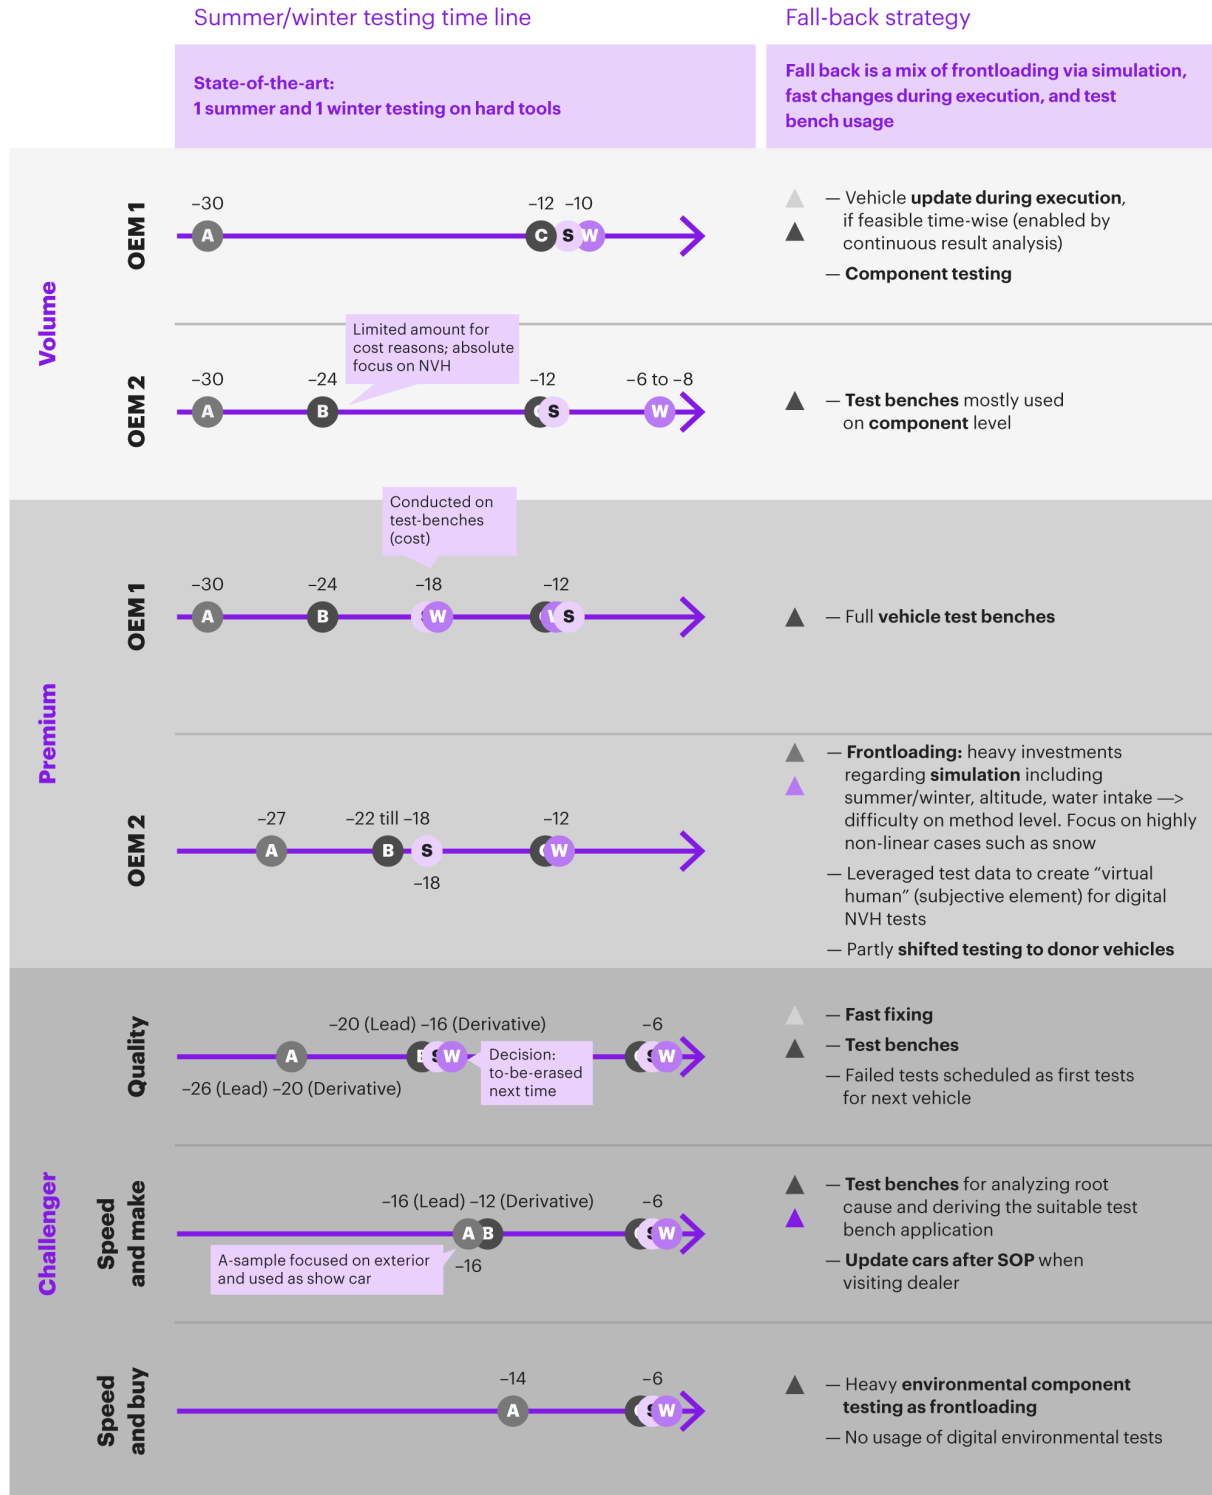 Summer/winter testing time line
Fall-back strategy
State-of-the-art:
1 summer and 1 winter testing on hard tools
Fall back is a mix of frontloading via simulation,
fast changes during execution, and test
bench usage
Volume
OEM 1
–30
–12
–10
A
C
S
W
— Vehicle update during execution,
if feasible time-wise (enabled by
continuous result analysis)
— Component testing
OEM 2
Limited amount for
cost reasons; absolute
focus on NVH
–30
–24
–12
–6 to –8
A
B
C
S
W
— Test benches mostly used
on component level
Premium
OEM 1
Conducted on
test-benches
(cost)
–30
–24
–18
–12
A
B
S
W
C
W
S
— Full vehicle test benches
OEM 2
–27
–22 till –18
–12
A
B
S
C
W
–18
— Frontloading: heavy investments
regarding simulation including
summer/winter, altitude, water intake —>
difficulty on method level. Focus on highly
non-linear cases such as snow
— Leveraged test data to create “virtual
human” (subjective element) for digital
NVH tests
— Partly shifted testing to donor vehicles
Challenger
Quality
–20 (Lead) –16 (Derivative)
–6
A
B
S
W
C
S
W
–26 (Lead) –20 (Derivative)
Decision:
to-be-erased
next time
— Fast fixing
— Test benches
— Failed tests scheduled as first tests
for next vehicle
Speed
and make
–16 (Lead) –12 (Derivative)
–6
A
B
C
S
W
–16
A-sample focused on exterior
and used as show car
— Test benches for analyzing root
cause and deriving the suitable test
bench application
— Update cars after SOP when
visiting dealer
Speed
and buy
–14
–6
A
C
S
W
— Heavy environmental component
testing as frontloading
— No usage of digital environmental tests